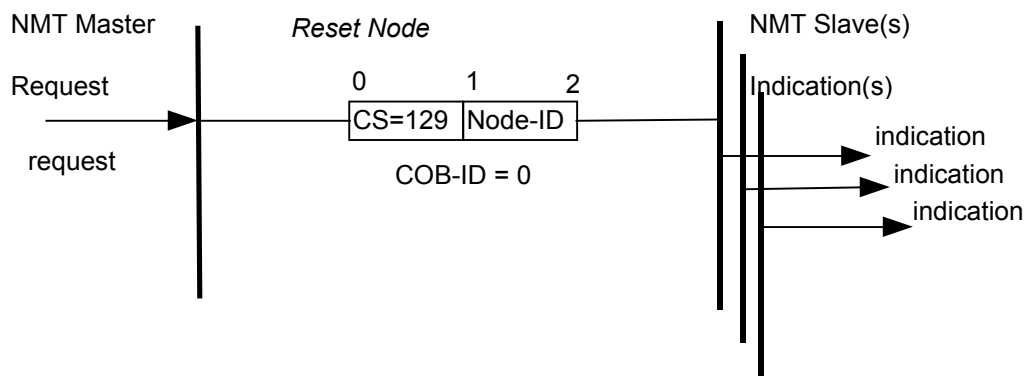 NMT Master
Reset Node
NMT Slave(s)
Request
0 1 2
Indication(s)
CS=129 Node-ID
request
COB-ID = 0
indication
indication
indication